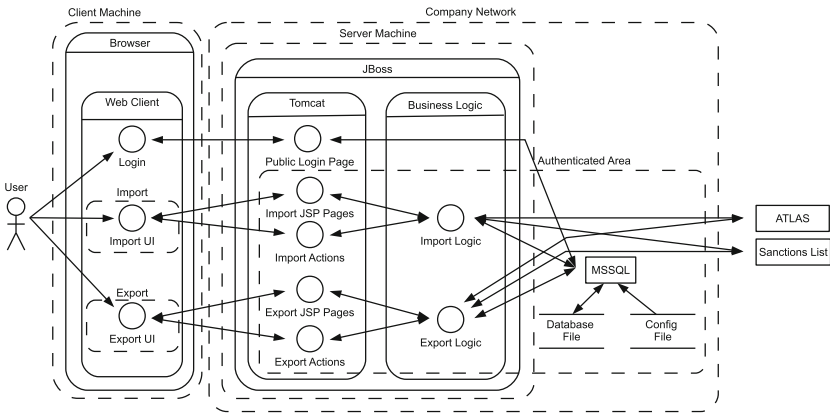 Client Machine
Company Network
Browser
Server Machine
JBoss
Web Client
Tomcat
Business Logic
Login
Public Login Page
Authenticated Area
User
Import
Import JSP Pages
Import UI
Import Logic
ATLAS
Import Actions
Sanctions List
MSSQL
Export
Export JSP Pages
Export UI
Export Logic
Database
File
Config
File
Export Actions